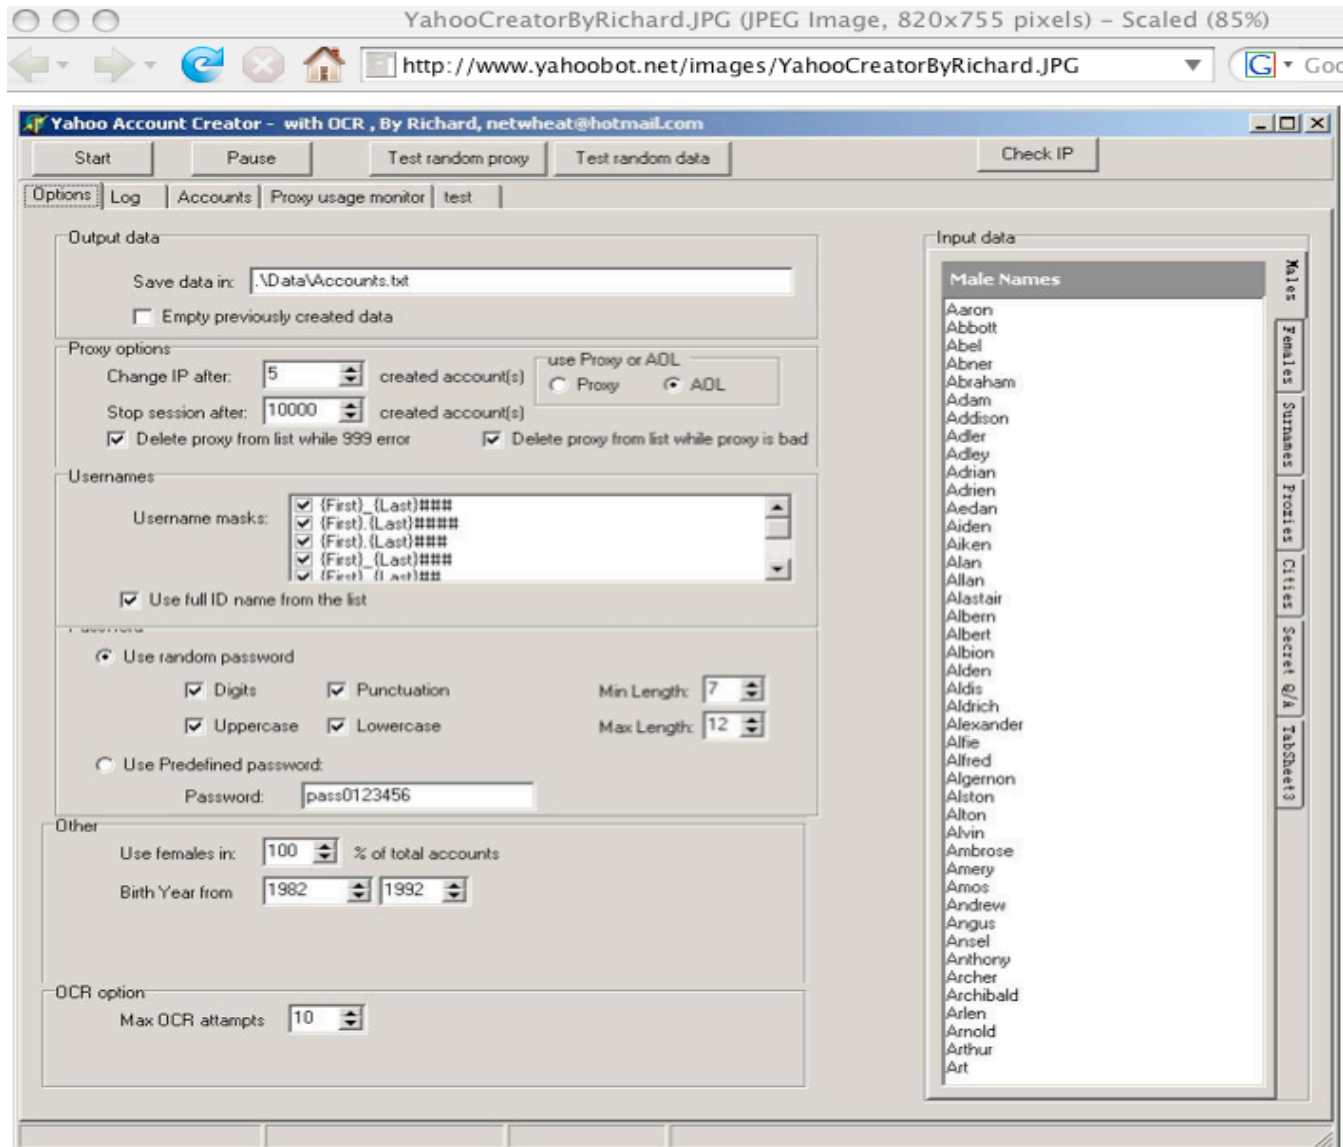 YahooCreatorByRichard.JPG (JPEG Image, 820x755 pixels) – Scaled (85%)
http://www.yahoobot.net/images/YahooCreatorByRichard.JPG
G Goo
Yahoo Account Creator - with OCR , By Richard, netwheat@hotmail.com
Start Pause Test random proxy Test random data Check IP
Options Log Accounts Proxy usage monitor test
Output data
Save data in: .\Data\Accounts.txt
Empty previously created data
Proxy options
Change IP after: 5 created account(s)
use Proxy or AOL
Proxy AOL
Stop session after: 10000 created account(s)
Delete proxy from list while 999 error Delete proxy from list while proxy is bad
Usernames
Username masks:
{First}_{Last}###
{First}.{Last}####
{First}.{Last}###
{First}_{Last}###
{First}_{Last}##
Use full ID name from the list
Password
Use random password
Digits Punctuation Min Length: 7
Uppercase Lowercase Max Length: 12
Use Predefined password:
Password: pass0123456
Other
Use females in: 100 % of total accounts
Birth Year from 1982 1992
OCR option
Max OCR attampts 10
Input data
Male Names
Aaron
Abbott
Abel
Abner
Abraham
Adam
Addison
Adler
Adley
Adrian
Adrien
Aedan
Aiden
Aiken
Alan
Allan
Alastair
Albern
Albert
Albion
Alden
Aldis
Aldrich
Alexander
Alfie
Alfred
Algernon
Alston
Alton
Alvin
Ambrose
Amery
Amos
Andrew
Angus
Ansel
Anthony
Archer
Archibald
Arlen
Arnold
Arthur
Art
Males
Females
Surnames
Proxies
Cities
Secret Q/A
TabSheet3